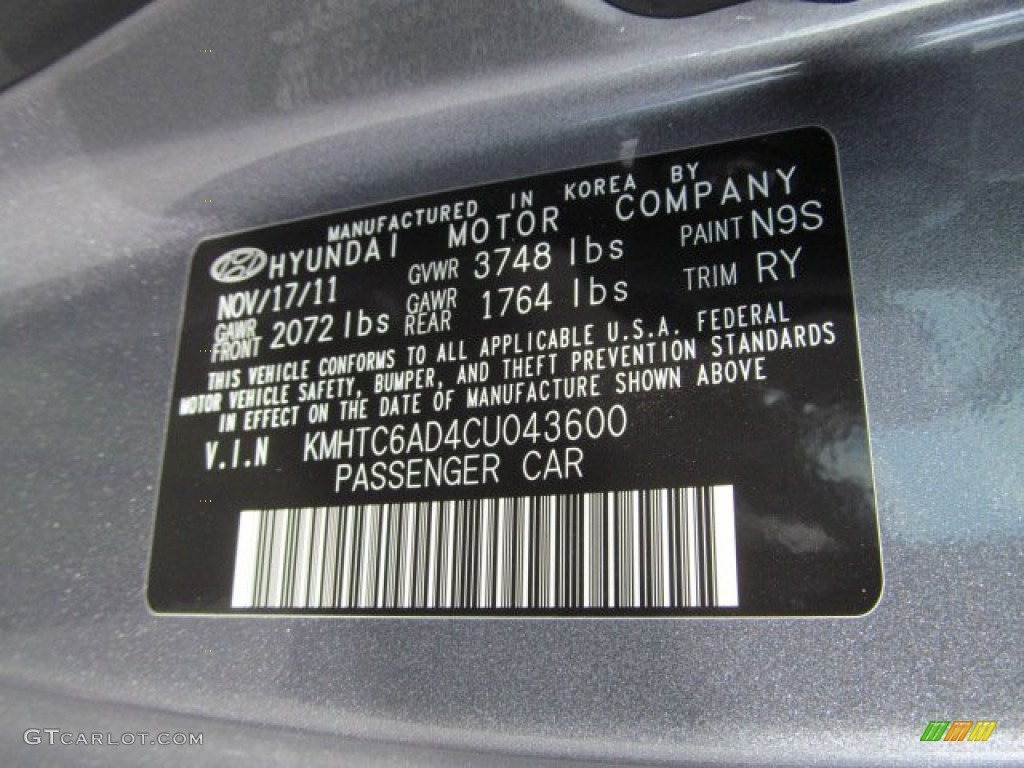 MANUFACTURED IN KOREA BY
HYUNDAI MOTOR COMPANY
NOV/17/11 GVWR 3748 lbs PAINT N9S
GAWR FRONT 2072 lbs GAWR REAR 1764 lbs TRIM RY
THIS VEHICLE CONFORMS TO ALL APPLICABLE U.S.A. FEDERAL
MOTOR VEHICLE SAFETY, BUMPER, AND THEFT PREVENTION STANDARDS
IN EFFECT ON THE DATE OF MANUFACTURE SHOWN ABOVE
V.I.N KMHTC6AD4CU043600
PASSENGER CAR
GTCARLOT.COM